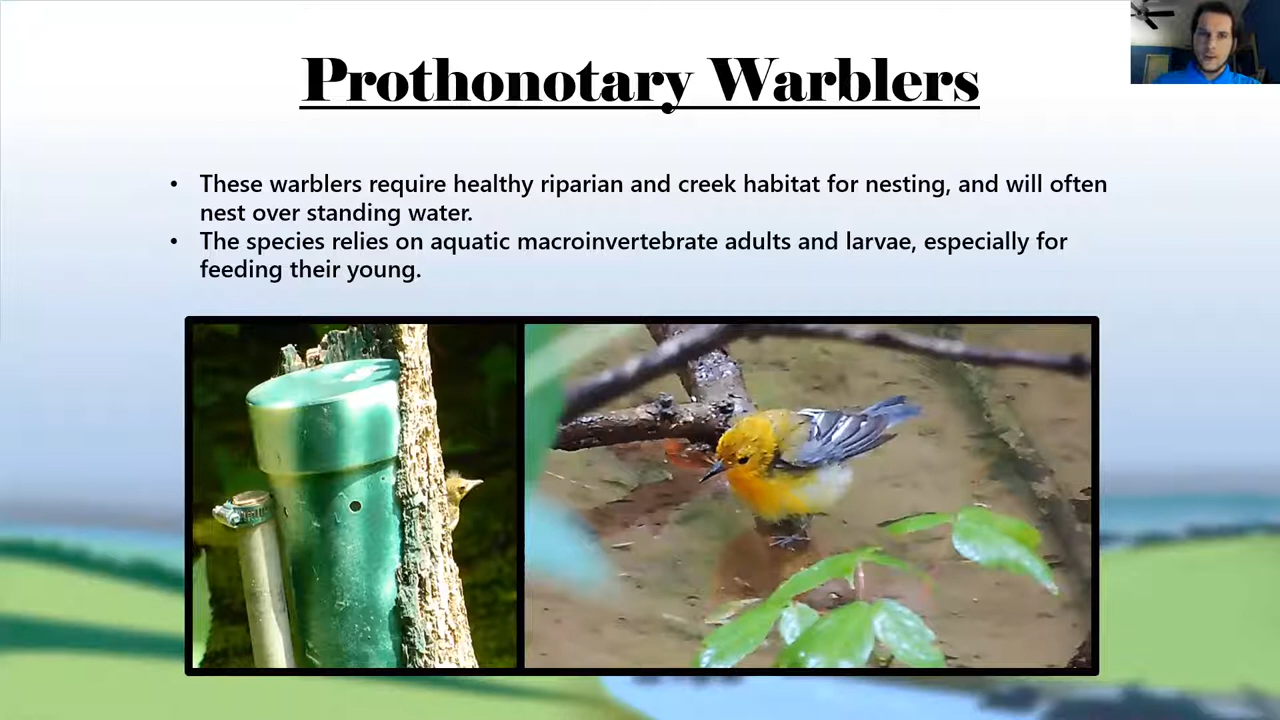 Prothonotary Warblers
• These warblers require healthy riparian and creek habitat for nesting, and will often
nest over standing water.
• The species relies on aquatic macroinvertebrate adults and larvae, especially for
feeding their young.